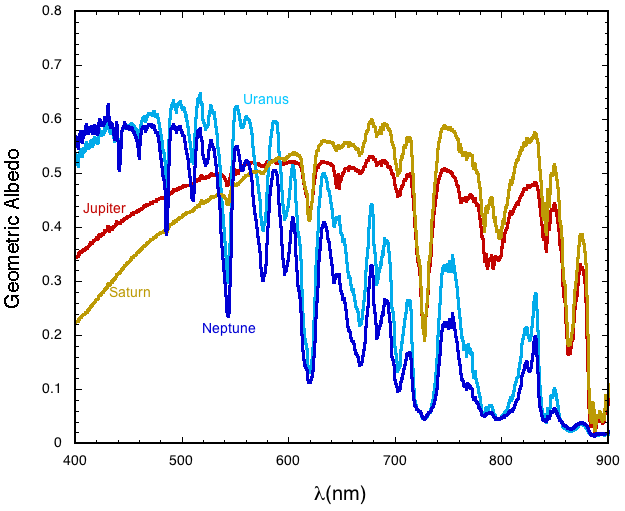 0.8
0.7
0.6
0.5
0.4
0.3
0.2
0.1
0
Geometric Albedo
Uranus
Jupiter
Saturn
Neptune
400
500
600
700
800
900
λ(nm)